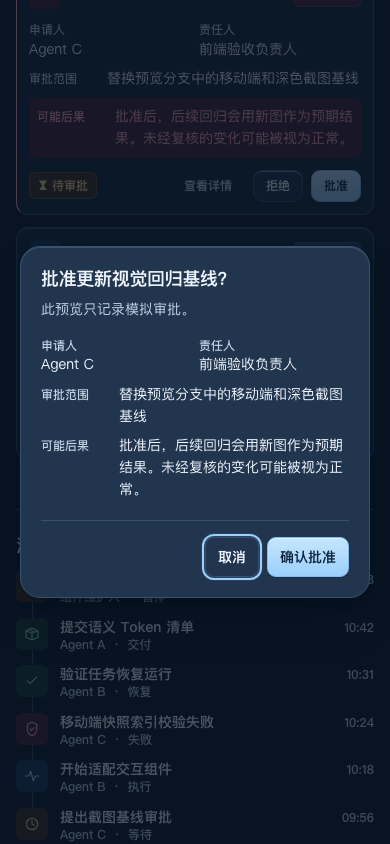 申请人 责任人
Agent C 前端验收负责人
审批范围 替换预览分支中的移动端和深色截图基线
可能后果 批准后，后续回归会用新图作为预期结
果。未经复核的变化可能被视为正常。
待审批 查看详情 拒绝 批准
批准更新视觉回归基线？
此预览只记录模拟审批。
申请人 责任人
Agent C 前端验收负责人
审批范围 替换预览分支中的移动端和深色截图
基线
可能后果 批准后，后续回归会用新图作为预期
结果。未经复核的变化可能被视为正
常。
取消 确认批准
提交语义 Token 清单 10:42
Agent A · 交付
验证任务恢复运行 10:31
Agent B · 恢复
移动端快照索引校验失败 10:24
Agent C · 失败
开始适配交互组件 10:18
Agent B · 执行
提出截图基线审批 09:56
Agent C · 等待